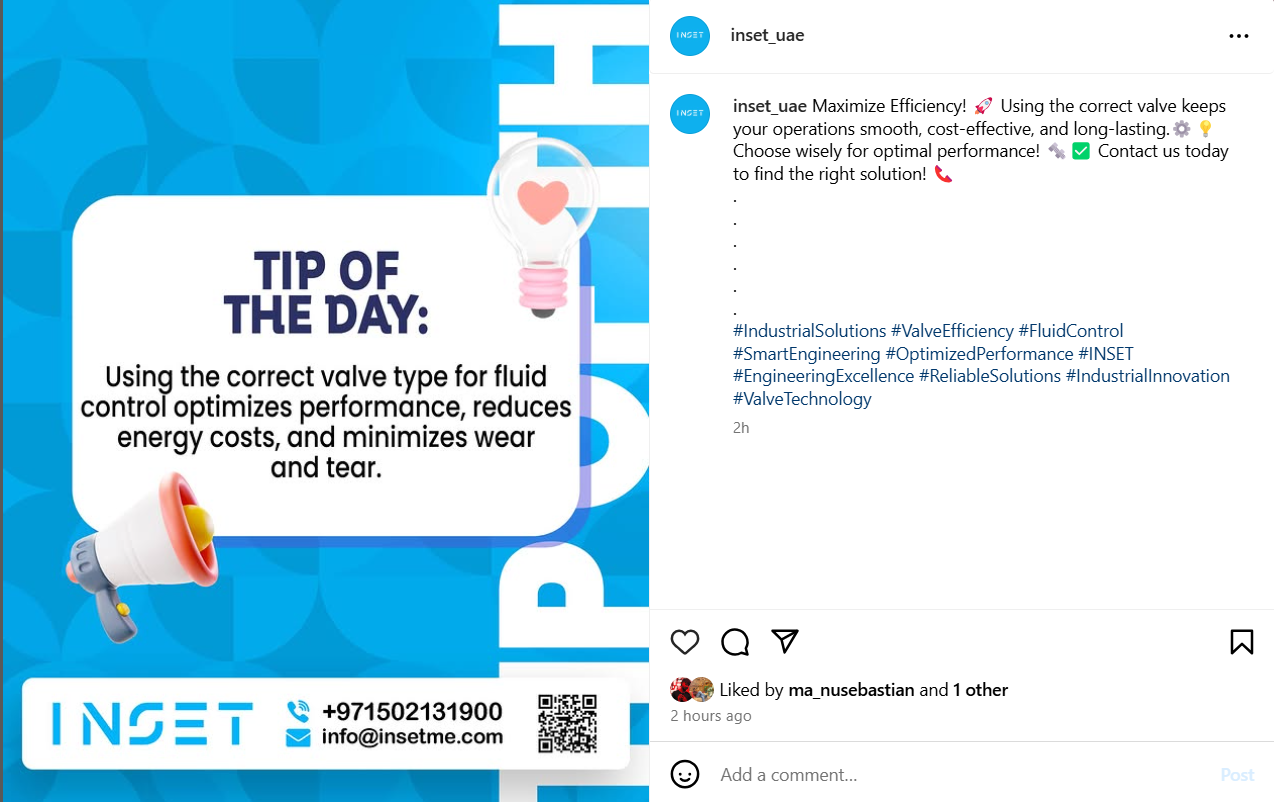 TIP OF
THE DAY:
Using the correct valve type for fluid
control optimizes performance, reduces
energy costs, and minimizes wear
and tear.
INSET
+971502131900
info@insetme.com
TIP OF TH
INSET
inset_uae
INSET
inset_uae Maximize Efficiency! 🚀 Using the correct valve keeps
your operations smooth, cost-effective, and long-lasting.⚙️ 💡
Choose wisely for optimal performance! 🔩 ✅ Contact us today
to find the right solution! 📞
.
.
.
.
.
.
#IndustrialSolutions #ValveEfficiency #FluidControl
#SmartEngineering #OptimizedPerformance #INSET
#EngineeringExcellence #ReliableSolutions #IndustrialInnovation
#ValveTechnology
2h
Liked by ma_nusebastian and 1 other
2 hours ago
Add a comment...
Post